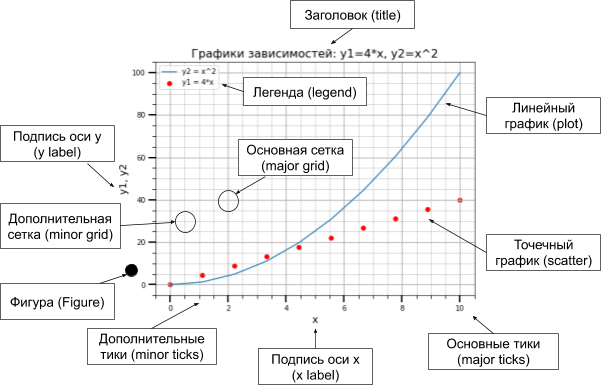 Заголовок (title)
Графики зависимостей: y1=4*x, y2=x^2
y2 = x^2
y1 = 4*x
Легенда (legend)
Линейный
график (plot)
Подпись оси y
(y label)
Основная сетка
(major grid)
y1, y2
100
80
60
40
20
0
Дополнительная
сетка (minor grid)
Точечный
график (scatter)
Фигура (Figure)
0
2
4
6
8
10
x
Дополнительные
тики (minor ticks)
Подпись оси x
(x label)
Основные тики
(major ticks)